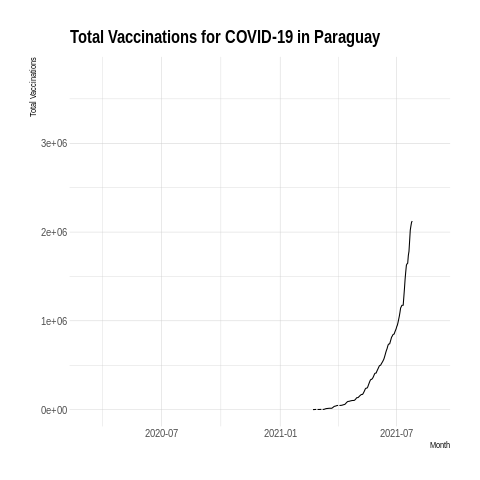 Total Vaccinations for COVID-19 in Paraguay
Total Vaccinations
3e+06
2e+06
1e+06
0e+00
2020-07 2021-01 2021-07
Month